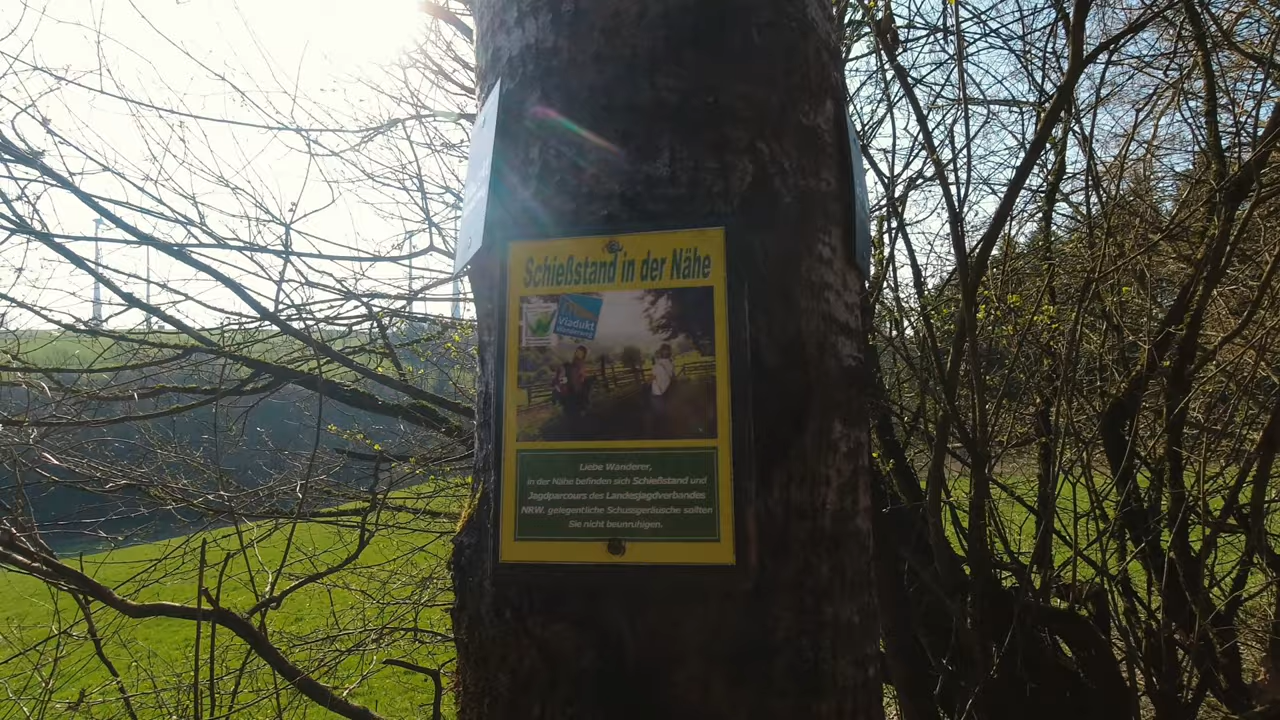 Schießstand in der Nähe
Viadukt
Wanderweg
Liebe Wanderer,
in der Nähe befinden sich Schießstand und
Jagdparcours des Landesjagdverbandes
NRW. gelegentliche Schussgeräusche sollten
Sie nicht beunruhigen.